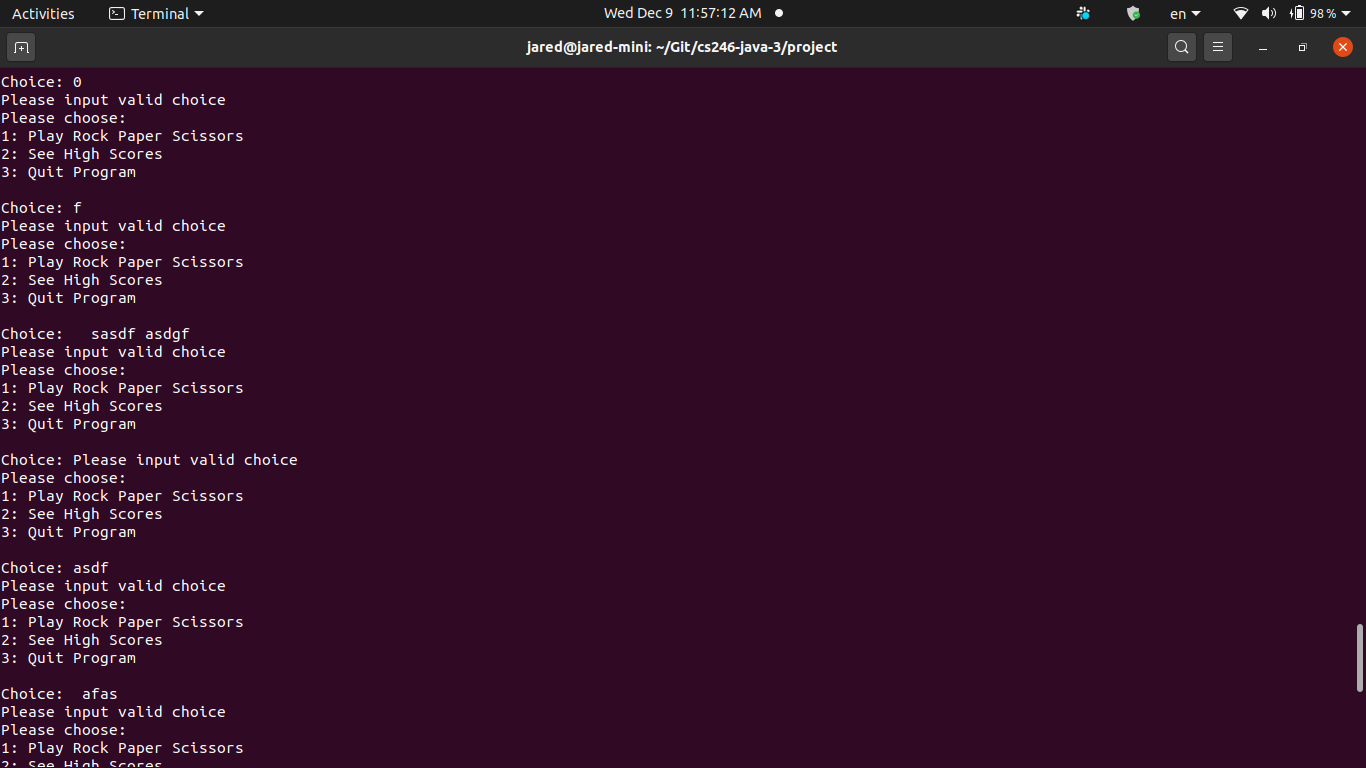 Activities Terminal Wed Dec 9 11:57:12 AM en 98%
jared@jared-mini: ~/Git/cs246-java-3/project
Choice: 0
Please input valid choice
Please choose:
1: Play Rock Paper Scissors
2: See High Scores
3: Quit Program
Choice: f
Please input valid choice
Please choose:
1: Play Rock Paper Scissors
2: See High Scores
3: Quit Program
Choice:   sasdf asdgf
Please input valid choice
Please choose:
1: Play Rock Paper Scissors
2: See High Scores
3: Quit Program
Choice: Please input valid choice
Please choose:
1: Play Rock Paper Scissors
2: See High Scores
3: Quit Program
Choice: asdf
Please input valid choice
Please choose:
1: Play Rock Paper Scissors
2: See High Scores
3: Quit Program
Choice:  afas
Please input valid choice
Please choose:
1: Play Rock Paper Scissors
2: See High Scores